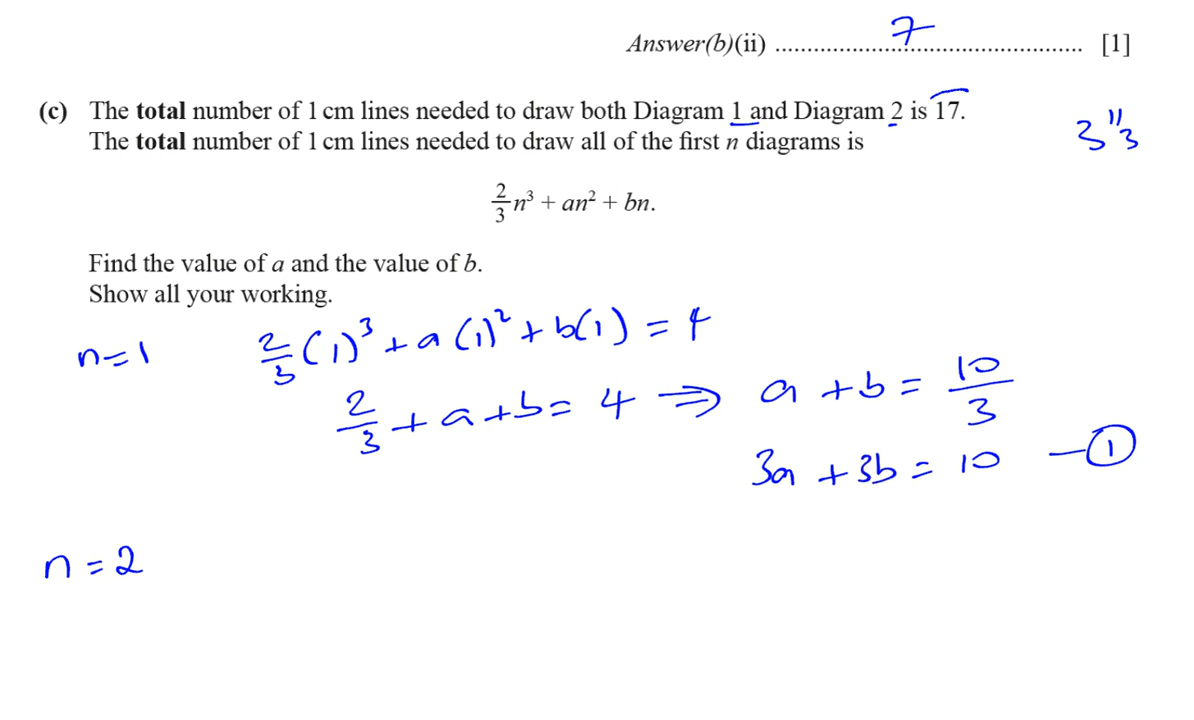 Answer(b)(ii) .................... 7 .................... [1]
(c) The total number of 1 cm lines needed to draw both Diagram 1 and Diagram 2 is 17.
The total number of 1 cm lines needed to draw all of the first n diagrams is
3 1/3
2/3 n³ + an² + bn.
Find the value of a and the value of b.
Show all your working.
n=1 2/3 (1)³ + a (1)² + b(1) = 4
2/3 + a + b = 4 ⇒ a + b = 10/3
3a + 3b = 10 —①
n = 2